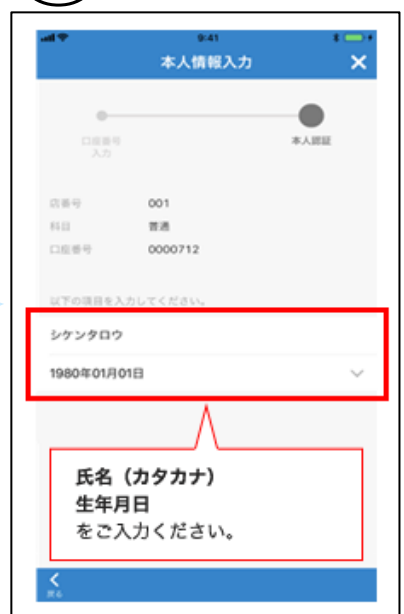 9:41
本人情報入力
口座番号
入力
本人認証
店番号 001
科目 普通
口座番号 0000712
以下の項目を入力してください。
シケンタロウ
1980年01月01日
氏名（カタカナ）
生年月日
をご入力ください。
戻る